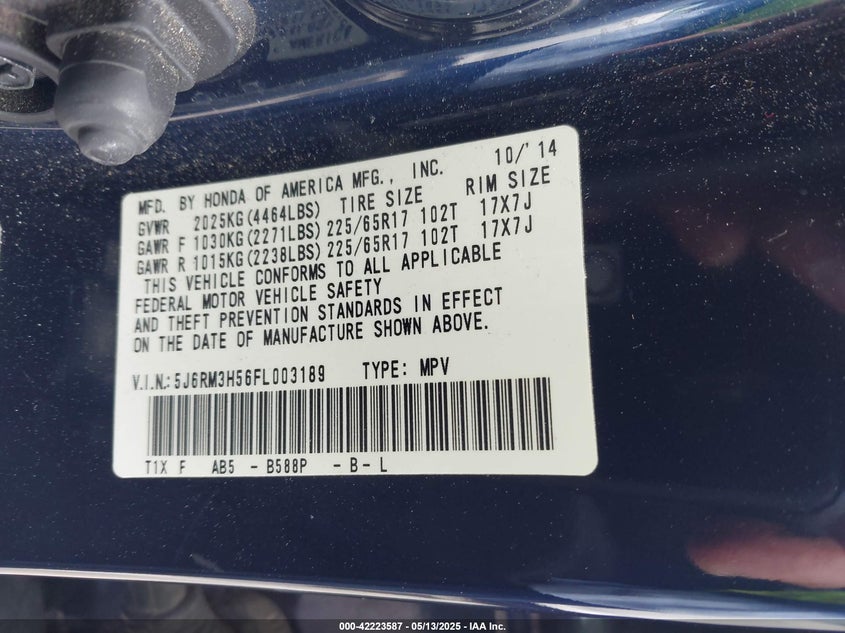 MFD. BY HONDA OF AMERICA MFG., INC. 10/'14
GVWR 2025KG(4464LBS) TIRE SIZE RIM SIZE
GAWR F 1030KG(2271LBS) 225/65R17 102T 17X7J
GAWR R 1015KG(2238LBS) 225/65R17 102T 17X7J
THIS VEHICLE CONFORMS TO ALL APPLICABLE
FEDERAL MOTOR VEHICLE SAFETY
AND THEFT PREVENTION STANDARDS IN EFFECT
ON THE DATE OF MANUFACTURE SHOWN ABOVE.
V.I.N.: 5J6RM3H56FL003189 TYPE: MPV
T1X F AB5 - B588P - B - L
000-42223587 - 05/13/2025 - IAA Inc.